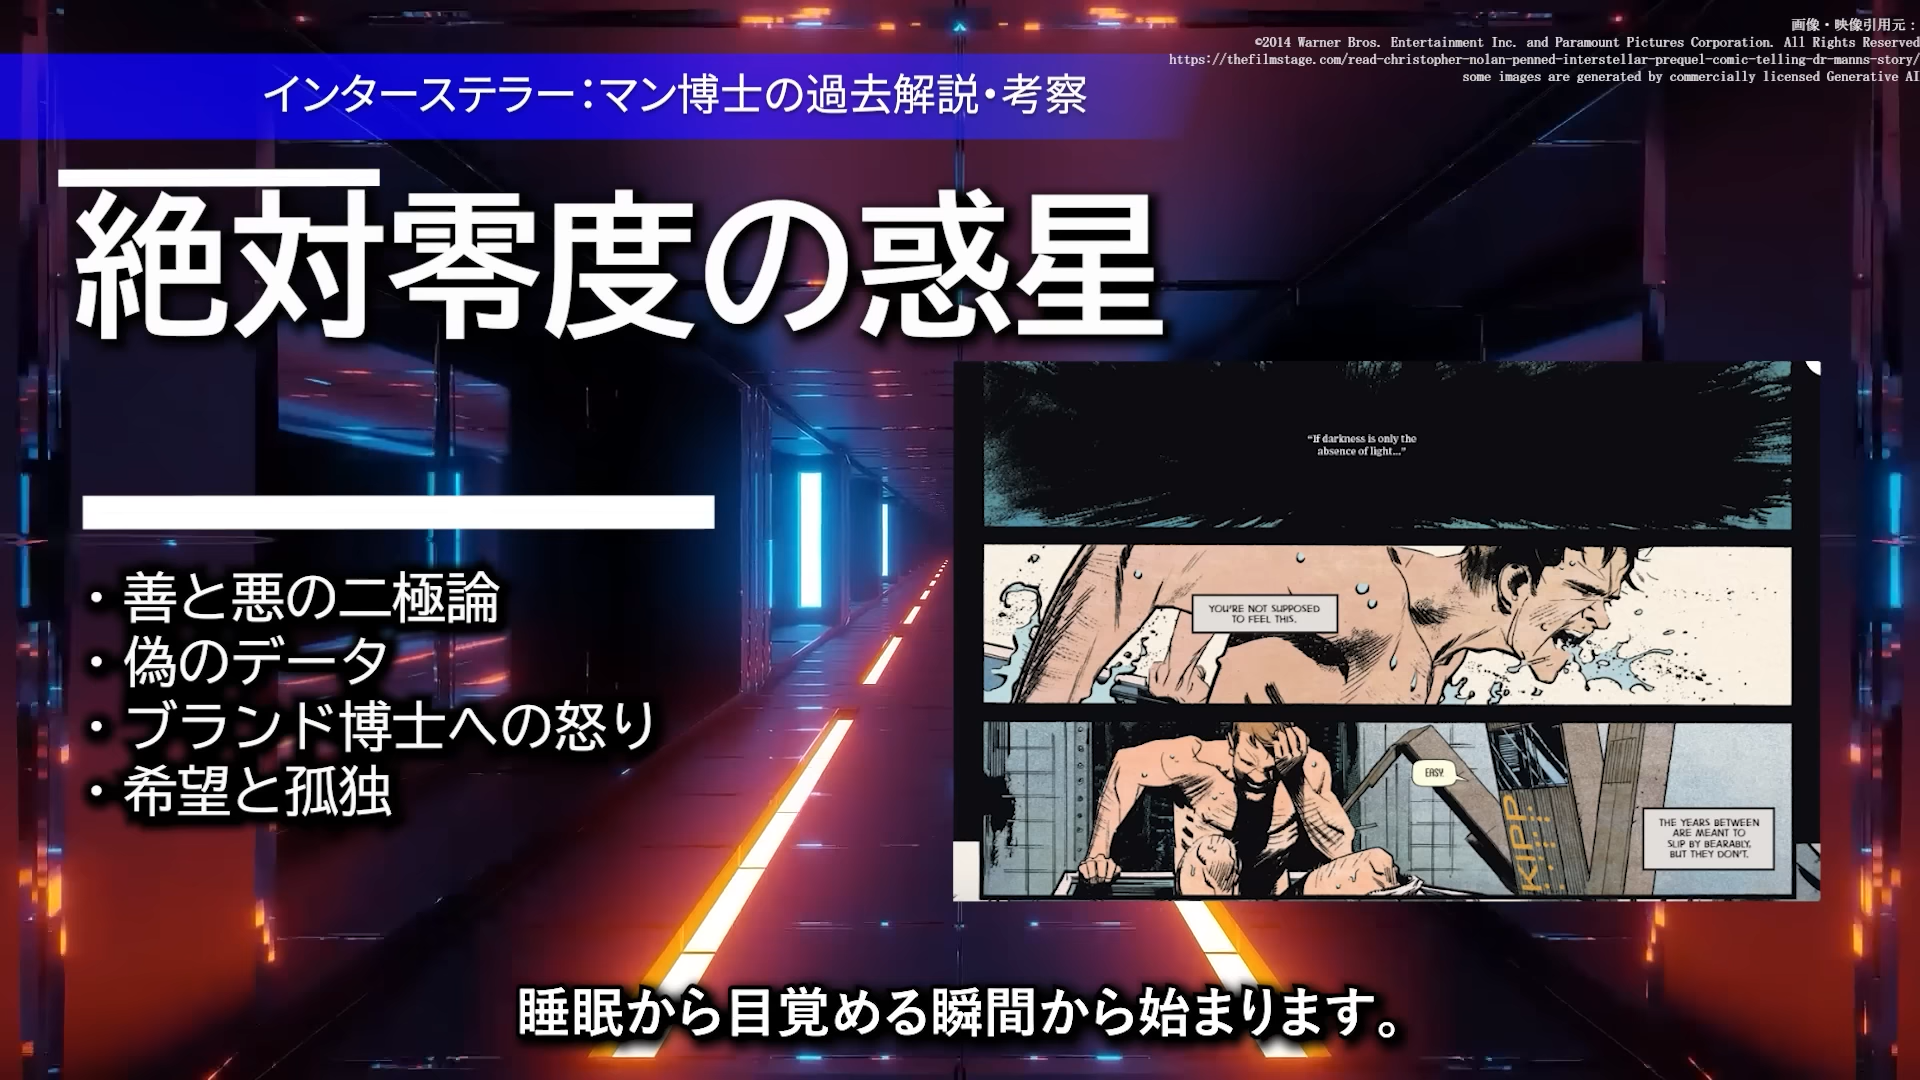 画像・映像引用元：
©2014 Warner Bros. Entertainment Inc. and Paramount Pictures Corporation. All Rights Reserved
https://thefilmstage.com/read-christopher-nolan-penned-interstellar-prequel-comic-telling-dr-manns-story/
some images are generated by commercially licensed Generative AI
インターステラー：マン博士の過去解説・考察
絶対零度の惑星
・善と悪の二極論
・偽のデータ
・ブランド博士への怒り
・希望と孤独
“If darkness is only the
absence of light...”
YOU'RE NOT SUPPOSED
TO FEEL THIS.
EASY.
KIPP
THE YEARS BETWEEN
ARE MEANT TO
SLIP BY BEARABLY,
BUT THEY DON'T.
睡眠から目覚める瞬間から始まります。